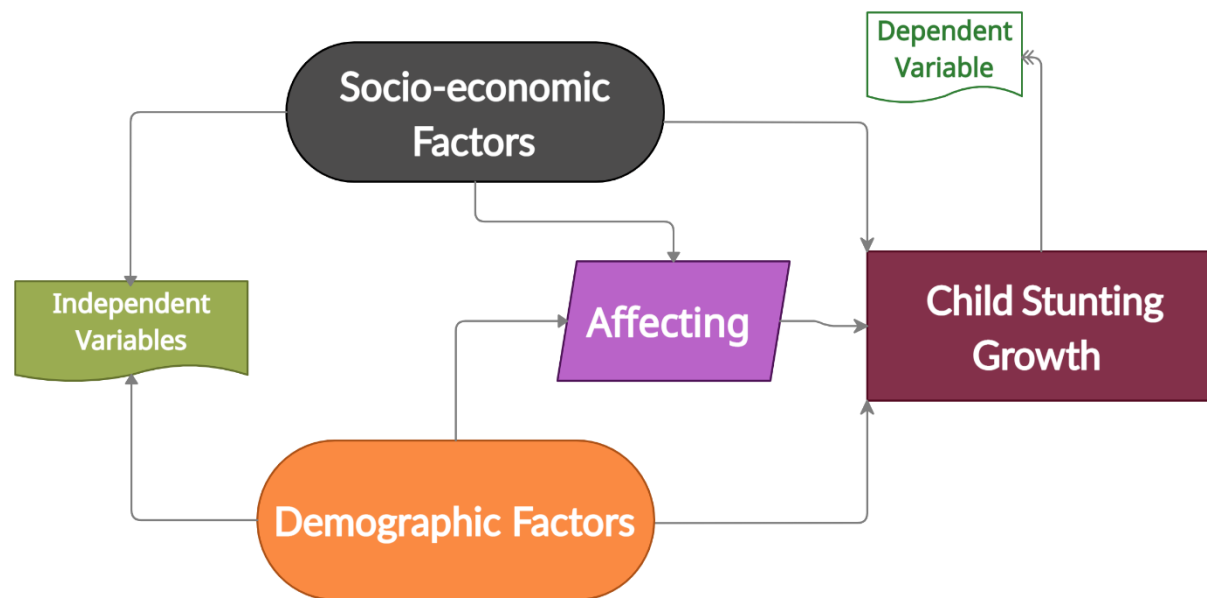 Dependent
Variable
Socio-economic
Factors
Independent
Variables
Affecting
Child Stunting
Growth
Demographic Factors